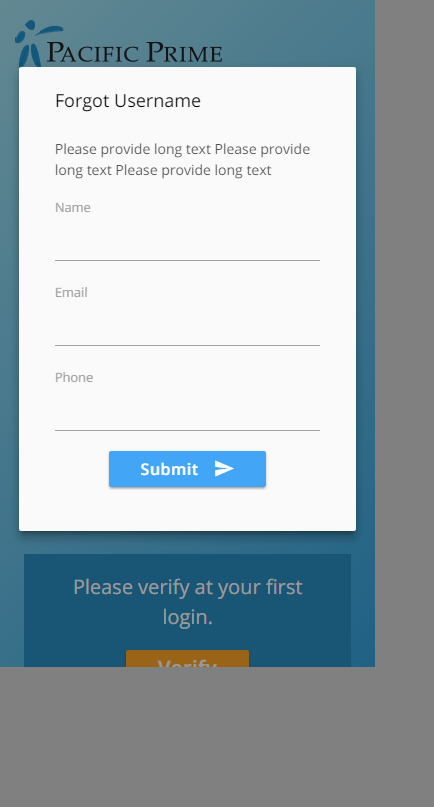 PACIFIC PRIME
Forgot Username
Please provide long text Please provide
long text Please provide long text
Name
Email
Phone
Submit
Please verify at your first
login.
Verify